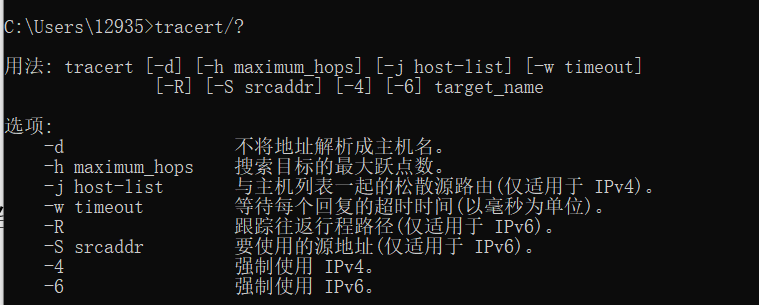 C:\Users\12935>tracert/?
用法: tracert [-d] [-h maximum_hops] [-j host-list] [-w timeout]
[-R] [-S srcaddr] [-4] [-6] target_name
选项:
-d 不将地址解析成主机名。
-h maximum_hops 搜索目标的最大跃点数。
-j host-list 与主机列表一起的松散源路由(仅适用于 IPv4)。
-w timeout 等待每个回复的超时时间(以毫秒为单位)。
-R 跟踪往返行程路径(仅适用于 IPv6)。
-S srcaddr 要使用的源地址(仅适用于 IPv6)。
-4 强制使用 IPv4。
-6 强制使用 IPv6。